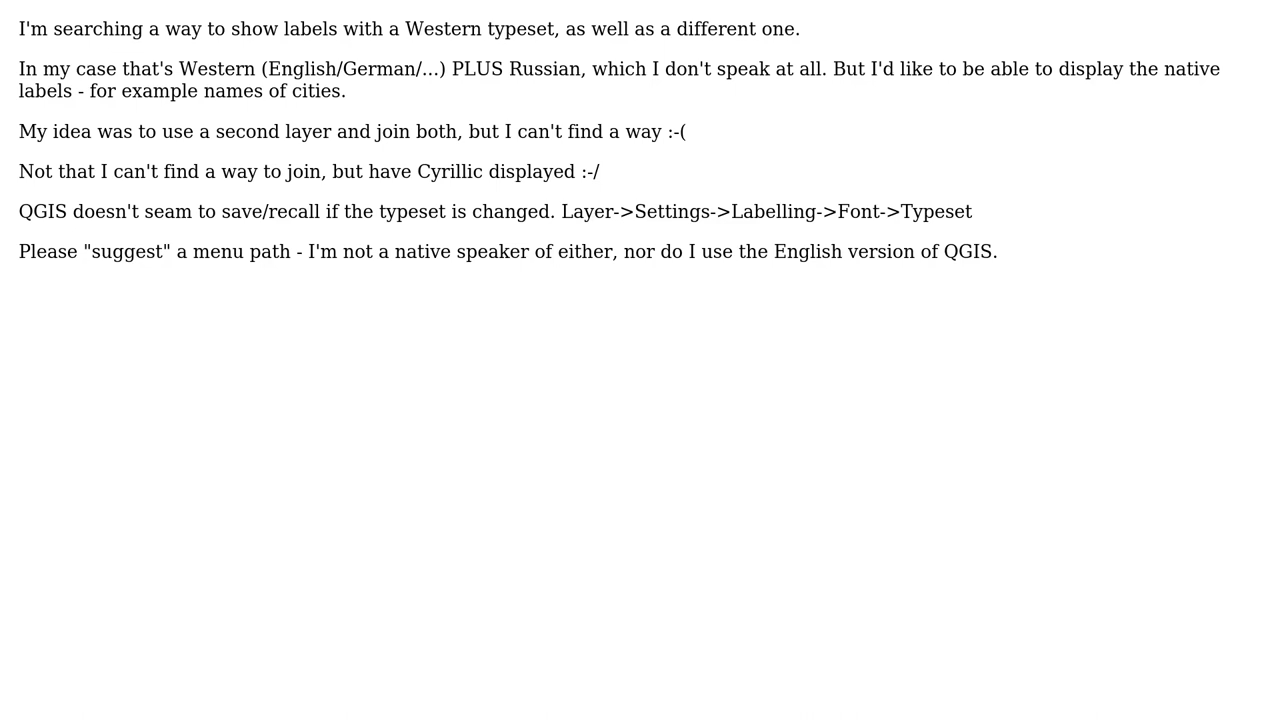 I'm searching a way to show labels with a Western typeset, as well as a different one.
In my case that's Western (English/German/...) PLUS Russian, which I don't speak at all. But I'd like to be able to display the native
labels - for example names of cities.
My idea was to use a second layer and join both, but I can't find a way :-(
Not that I can't find a way to join, but have Cyrillic displayed :-/
QGIS doesn't seam to save/recall if the typeset is changed. Layer->Settings->Labelling->Font->Typeset
Please "suggest" a menu path - I'm not a native speaker of either, nor do I use the English version of QGIS.